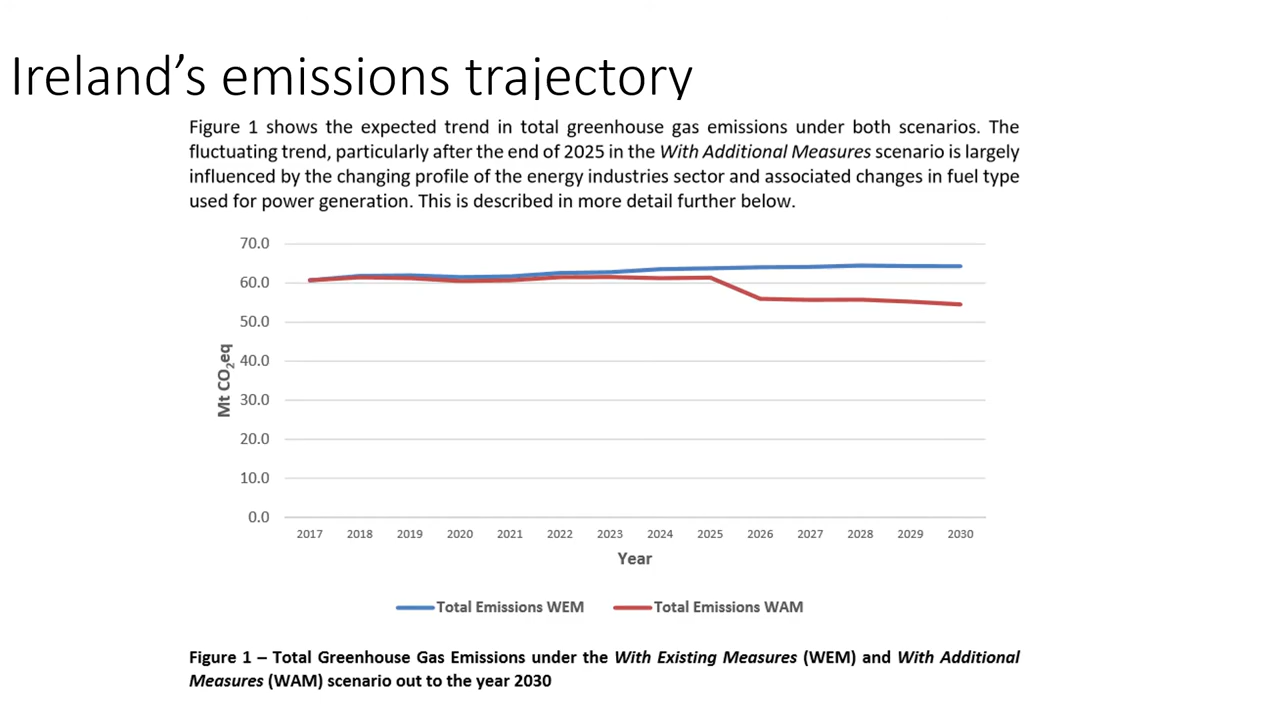 Ireland’s emissions trajectory
Figure 1 shows the expected trend in total greenhouse gas emissions under both scenarios. The
fluctuating trend, particularly after the end of 2025 in the With Additional Measures scenario is largely
influenced by the changing profile of the energy industries sector and associated changes in fuel type
used for power generation. This is described in more detail further below.
70.0
60.0
50.0
40.0
30.0
20.0
10.0
0.0
Mt CO₂eq
2017 2018 2019 2020 2021 2022 2023 2024 2025 2026 2027 2028 2029 2030
Year
Total Emissions WEM Total Emissions WAM
Figure 1 – Total Greenhouse Gas Emissions under the With Existing Measures (WEM) and With Additional
Measures (WAM) scenario out to the year 2030